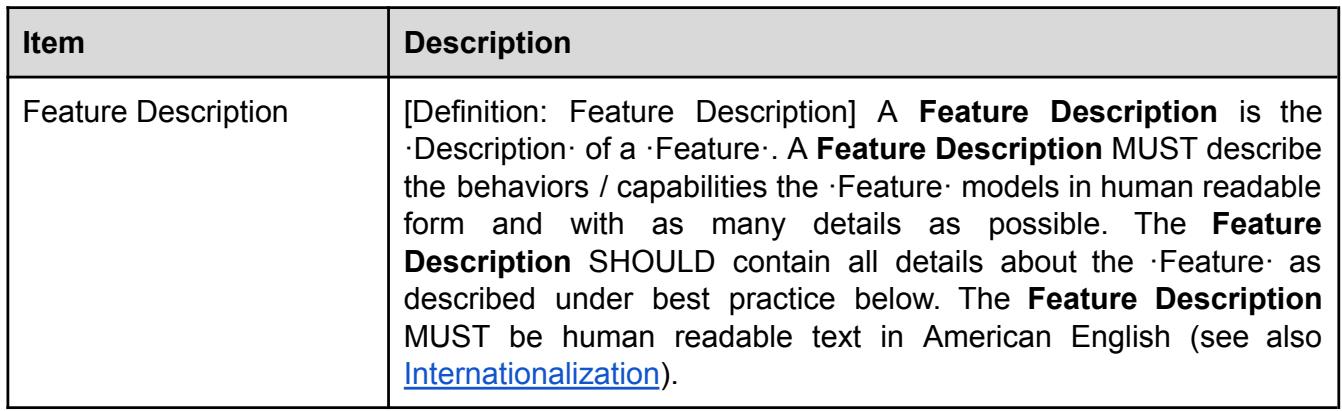 Item Description
Feature Description [Definition: Feature Description] A Feature Description is the
·Description· of a ·Feature·. A Feature Description MUST describe
the behaviors / capabilities the ·Feature· models in human readable
form and with as many details as possible. The Feature
Description SHOULD contain all details about the ·Feature· as
described under best practice below. The Feature Description
MUST be human readable text in American English (see also
Internationalization).